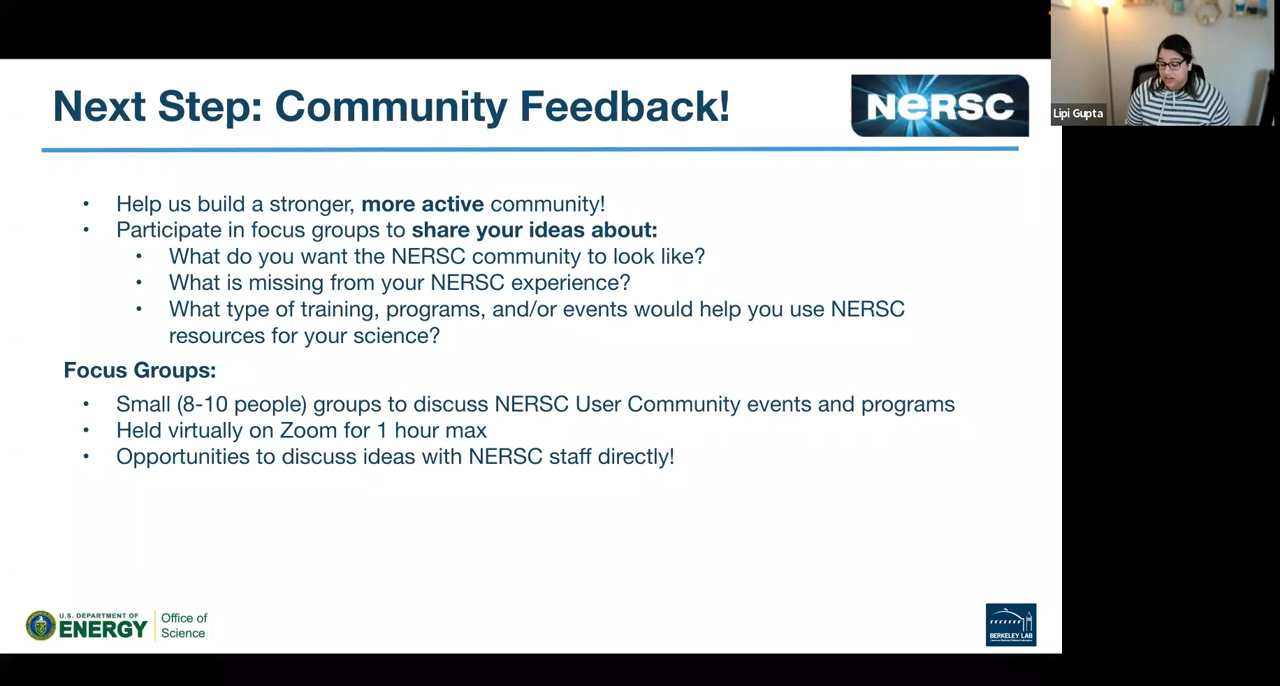 Next Step: Community Feedback!
NERSC
Lipi Gupta
• Help us build a stronger, more active community!
• Participate in focus groups to share your ideas about:
• What do you want the NERSC community to look like?
• What is missing from your NERSC experience?
• What type of training, programs, and/or events would help you use NERSC
resources for your science?
Focus Groups:
• Small (8-10 people) groups to discuss NERSC User Community events and programs
• Held virtually on Zoom for 1 hour max
• Opportunities to discuss ideas with NERSC staff directly!
U.S. DEPARTMENT OF
ENERGY
Office of
Science
BERKELEY LAB